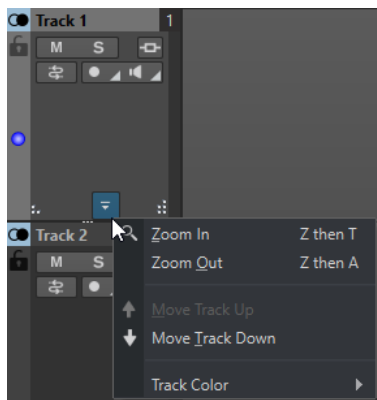 Track 1 1
M S
Track 2
M S
Zoom In Z then T
Zoom Out Z then A
Move Track Up
Move Track Down
Track Color